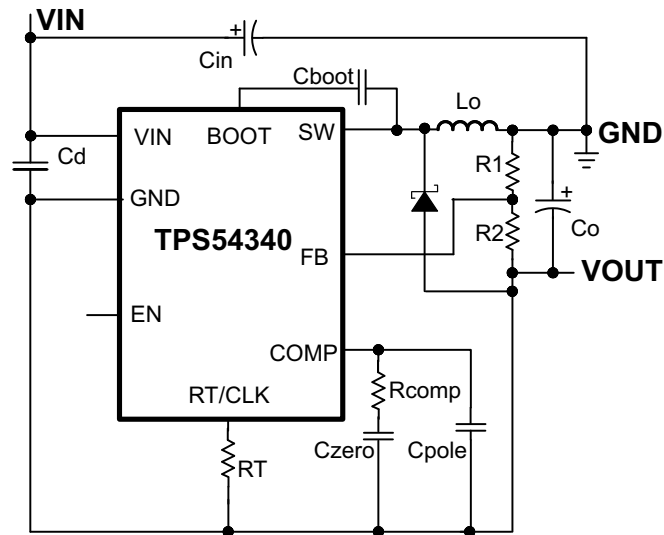 VIN
+
Cin
Cboot
Lo
VIN
BOOT
SW
GND
Cd
R1
GND
+
TPS54340
R2
Co
FB
VOUT
EN
COMP
RT/CLK
Rcomp
Czero
Cpole
RT